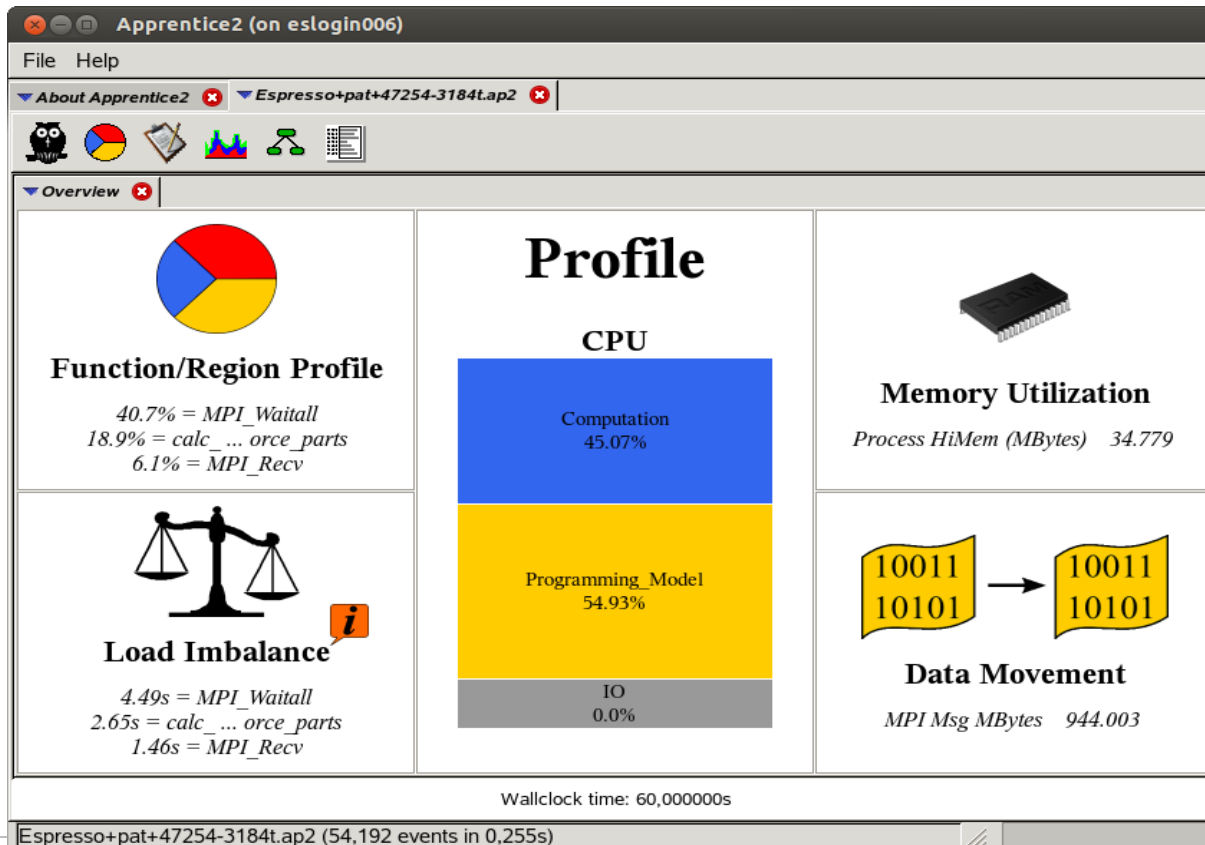 Apprentice2 (on eslogin006)
File Help
About Apprentice2 Espresso+pat+47254-3184t.ap2
Overview
Function/Region Profile
40.7% = MPI_Waitall
18.9% = calc_ ... orce_parts
6.1% = MPI_Recv
Load Imbalance
i
4.49s = MPI_Waitall
2.65s = calc_ ... orce_parts
1.46s = MPI_Recv
Profile
CPU
Computation
45.07%
Programming_Model
54.93%
IO
0.0%
RAM
Memory Utilization
Process HiMem (MBytes) 34.779
10011 10011
10101 10101
Data Movement
MPI Msg MBytes 944.003
Wallclock time: 60,000000s
Espresso+pat+47254-3184t.ap2 (54,192 events in 0,255s)